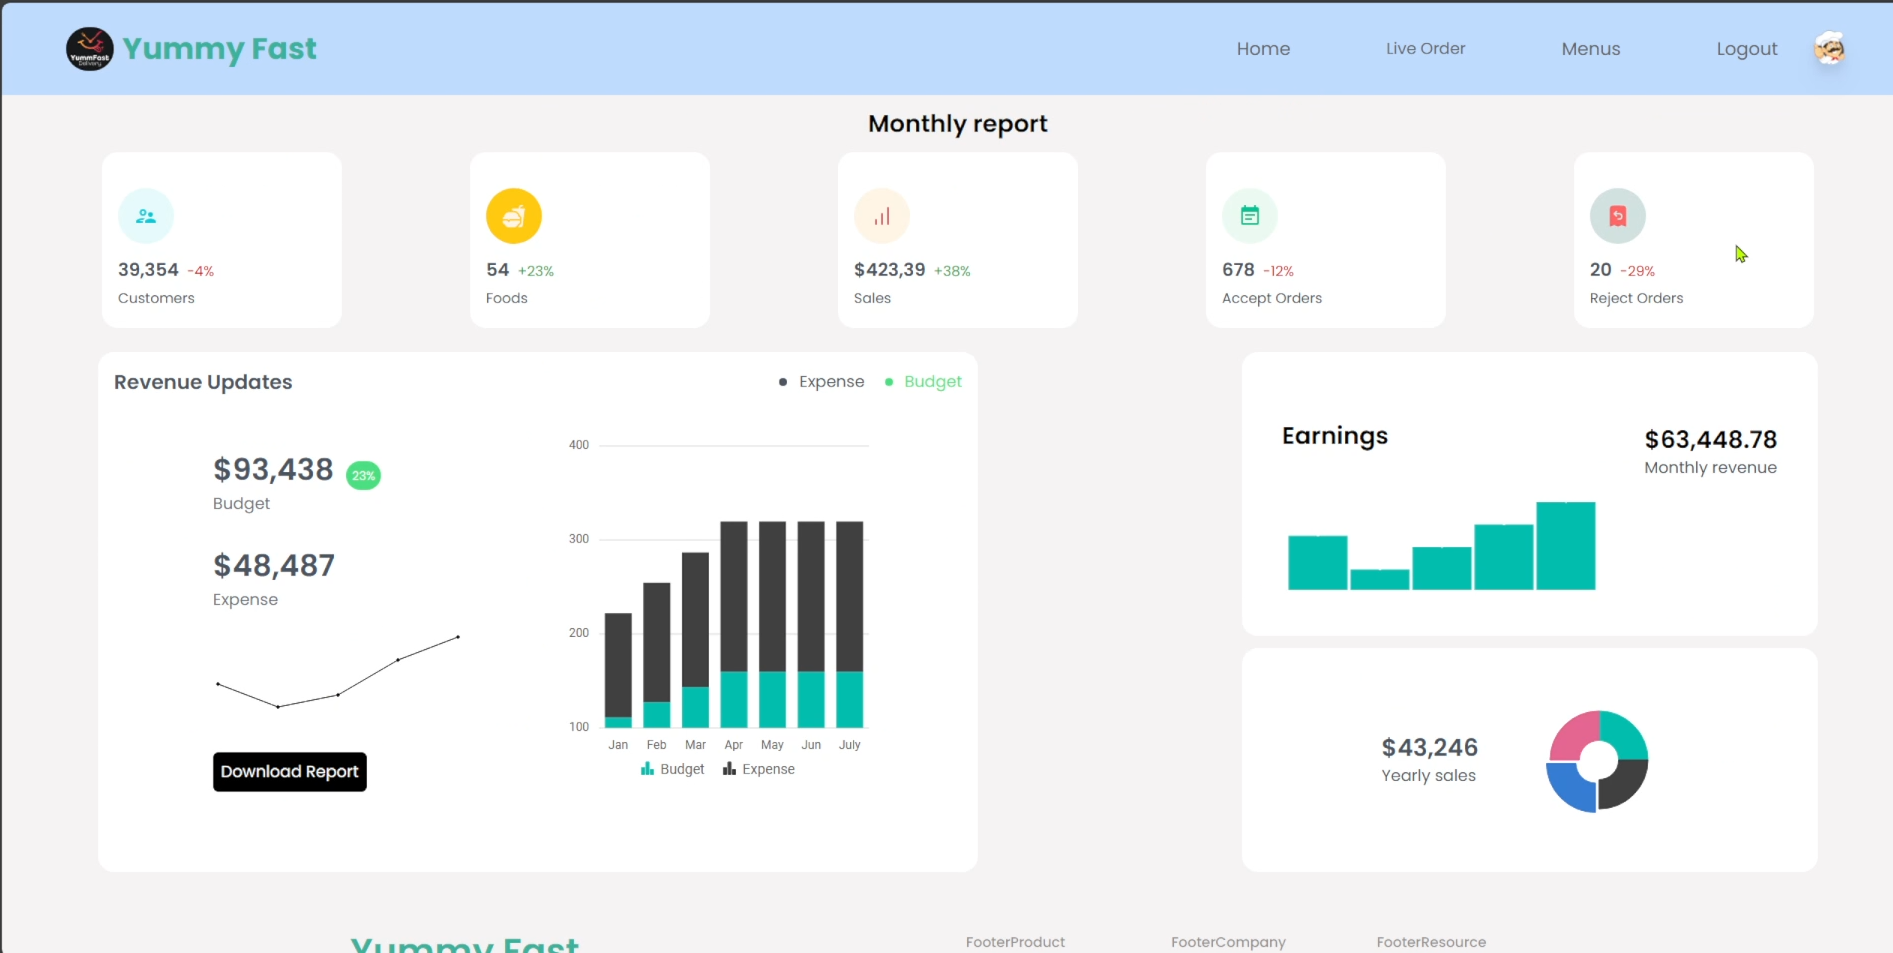 YummFast
Delivery
Yummy Fast
Home
Live Order
Menus
Logout
Monthly report
39,354 -4%
Customers
54 +23%
Foods
$423,39 +38%
Sales
678 -12%
Accept Orders
20 -29%
Reject Orders
Revenue Updates
Expense
Budget
$93,438 23%
Budget
$48,487
Expense
Download Report
400
300
200
100
Jan Feb Mar Apr May Jun July
Budget Expense
Earnings
$63,448.78
Monthly revenue
$43,246
Yearly sales
Yummy Fast
FooterProduct
FooterCompany
FooterResource